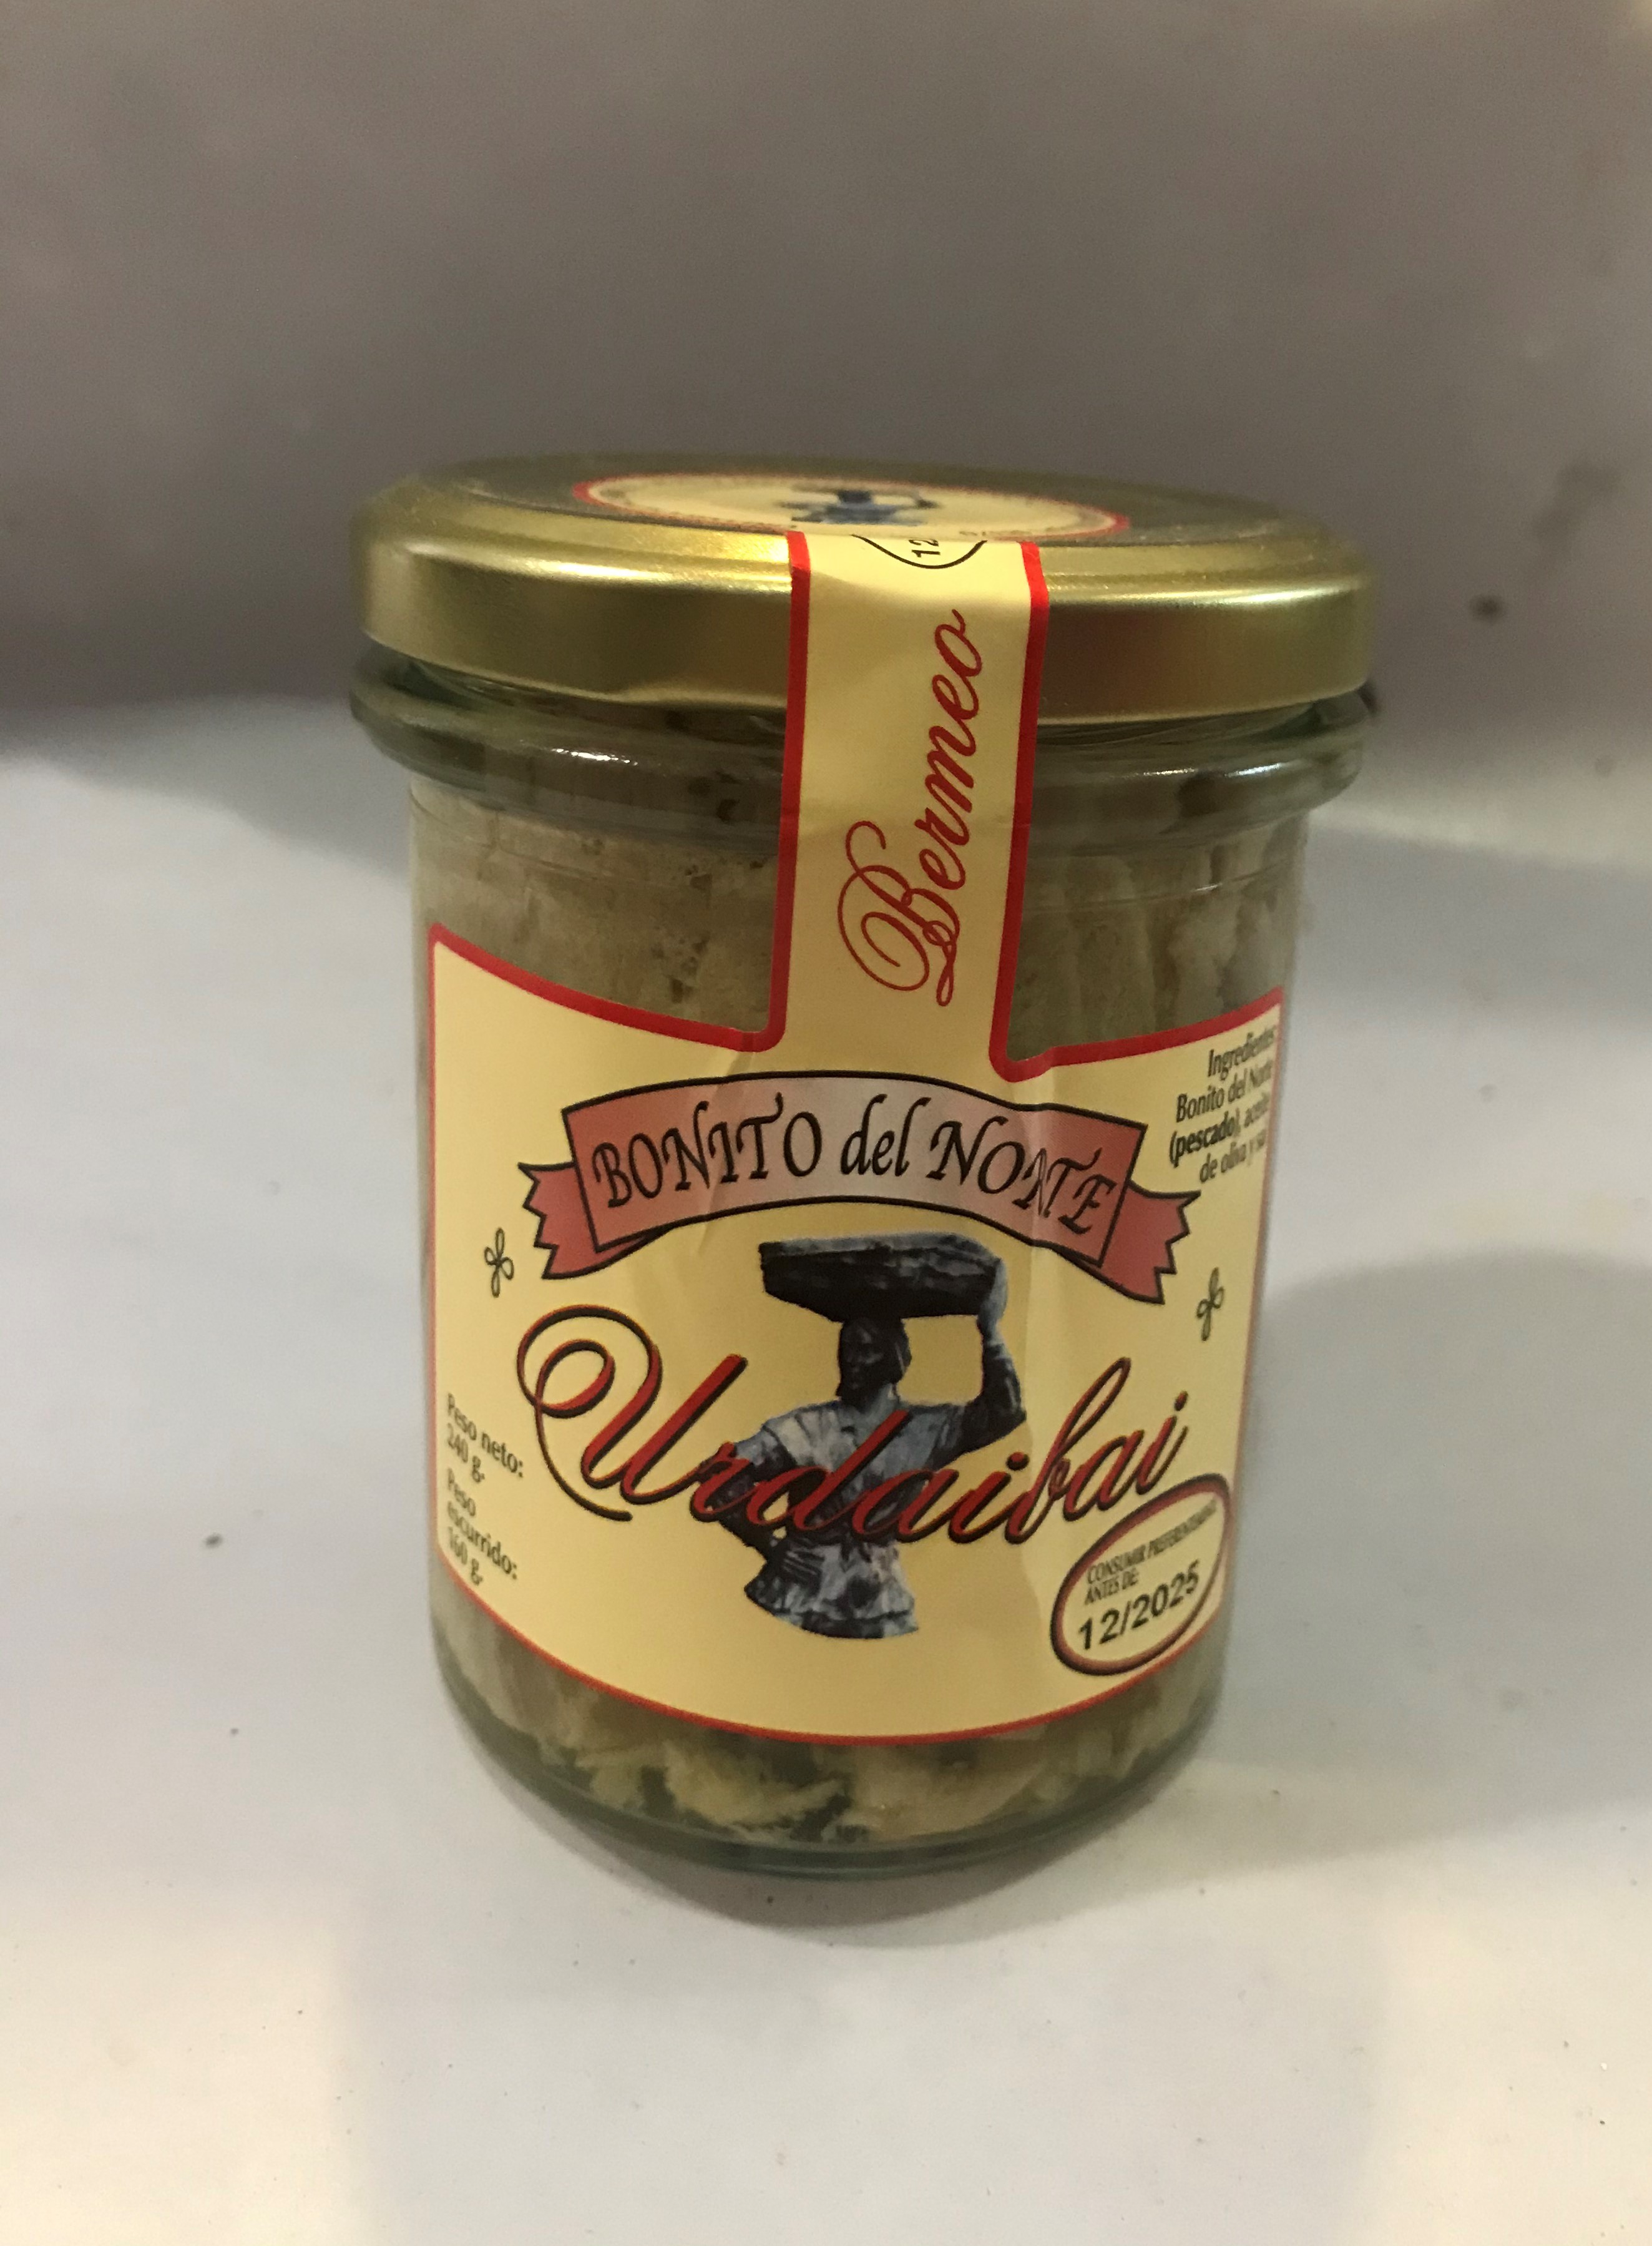 12
Bermeo
Ingredientes:
Bonito del Norte
(pescado), aceite
de oliva y sal
BONITO del NORTE
Urdaibai
Peso neto:
240 g.
Peso
escurrido:
160 g.
CONSUMIR PREFERENTEMENTE
ANTES DE:
12/2025